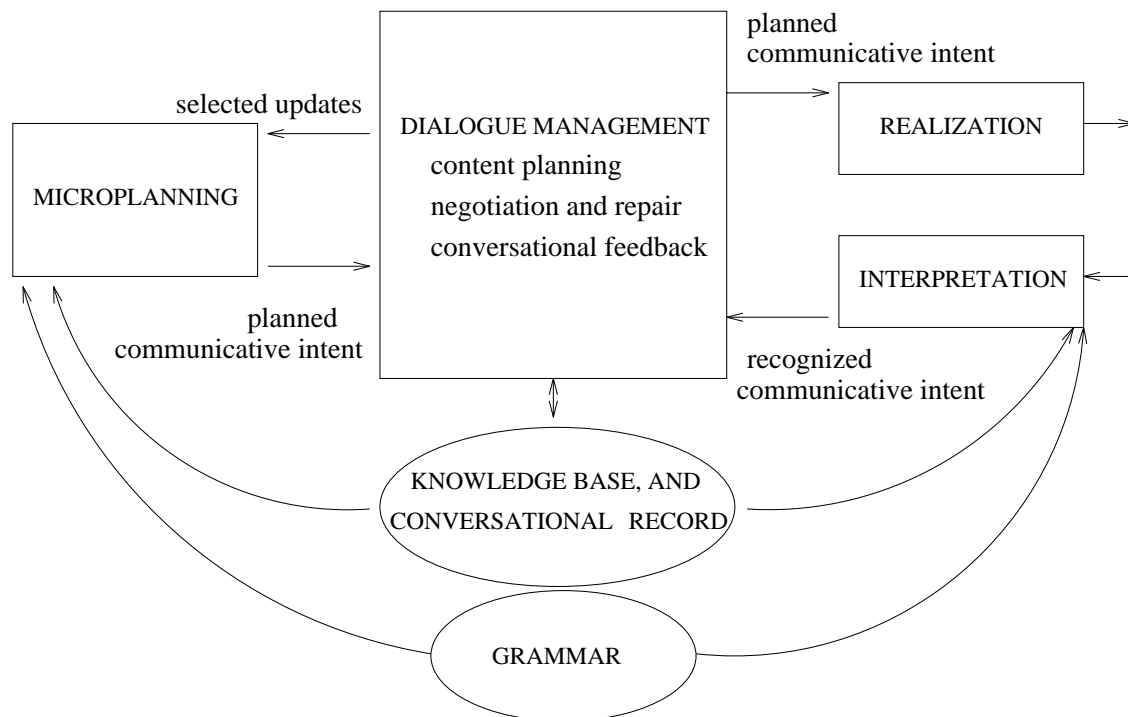 planned
communicative intent
selected updates
REALIZATION
DIALOGUE MANAGEMENT
content planning
negotiation and repair
conversational feedback
MICROPLANNING
INTERPRETATION
planned
communicative intent
recognized
communicative intent
KNOWLEDGE BASE, AND
CONVERSATIONAL RECORD
GRAMMAR